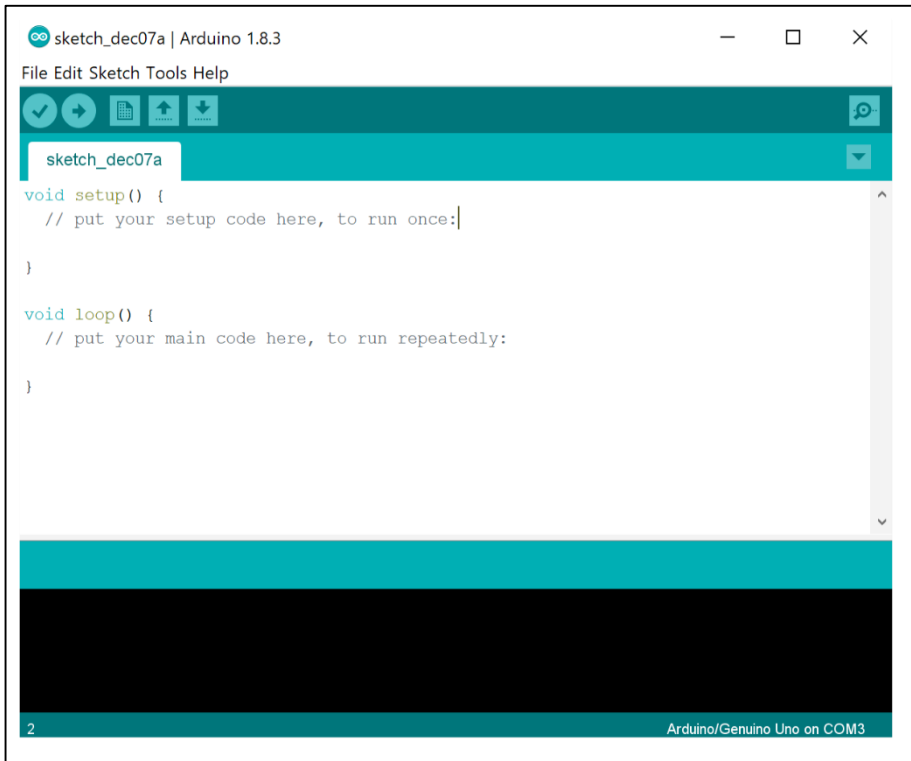 sketch_dec07a | Arduino 1.8.3
File Edit Sketch Tools Help
sketch_dec07a
void setup() {
  // put your setup code here, to run once:
}
void loop() {
  // put your main code here, to run repeatedly:
}
2 Arduino/Genuino Uno on COM3